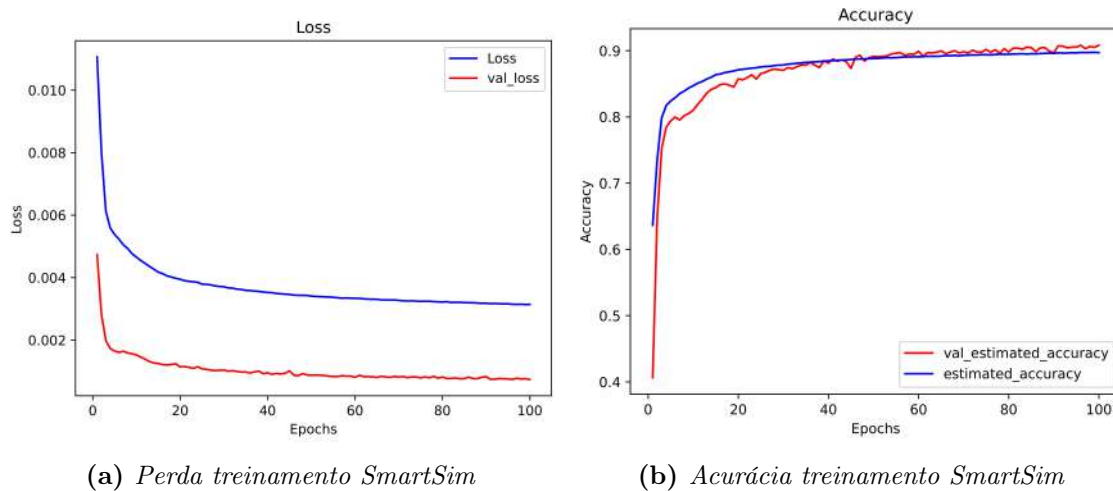 Loss
Loss
0.010
0.008
0.006
0.004
0.002
Loss
val_loss
0 20 40 60 80 100
Epochs
(a) Perda treinamento SmartSim
Accuracy
Accuracy
0.9
0.8
0.7
0.6
0.5
0.4
val_estimated_accuracy
estimated_accuracy
0 20 40 60 80 100
Epochs
(b) Acurácia treinamento SmartSim